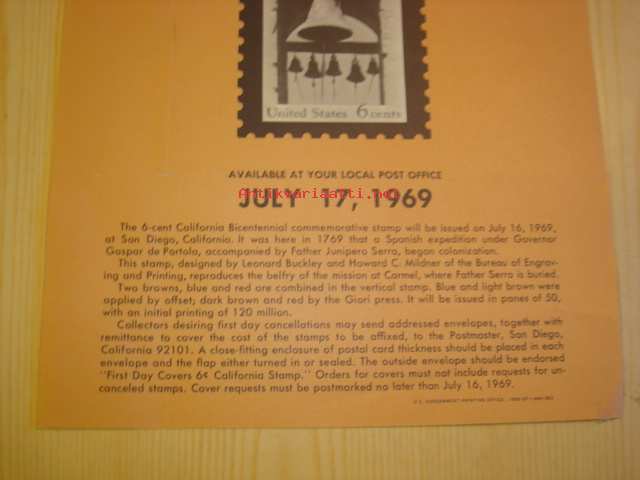 United States 6 cents
AVAILABLE AT YOUR LOCAL POST OFFICE
Antikvariaatti.net
JULY 17, 1969
The 6-cent California Bicentennial commemorative stamp will be issued on July 16, 1969,
at San Diego, California. It was here in 1769 that a Spanish expedition under Governor
Gaspar de Portola, accompanied by Father Junipero Serra, began colonization.
This stamp, designed by Leonard Buckley and Howard C. Mildner of the Bureau of Engrav-
ing and Printing, reproduces the belfry of the mission at Carmel, where Father Serra is buried.
Two browns, blue and red are combined in the vertical stamp. Blue and light brown were
applied by offset; dark brown and red by the Giori press. It will be issued in panes of 50,
with an initial printing of 120 million.
Collectors desiring first day cancellations may send addressed envelopes, together with
remittance to cover the cost of the stamps to be affixed, to the Postmaster, San Diego,
California 92101. A close-fitting enclosure of postal card thickness should be placed in each
envelope and the flap either turned in or sealed. The outside envelope should be endorsed
"First Day Covers 6¢ California Stamp." Orders for covers must not include requests for un-
canceled stamps. Cover requests must be postmarked no later than July 16, 1969.
U.S. GOVERNMENT PRINTING OFFICE